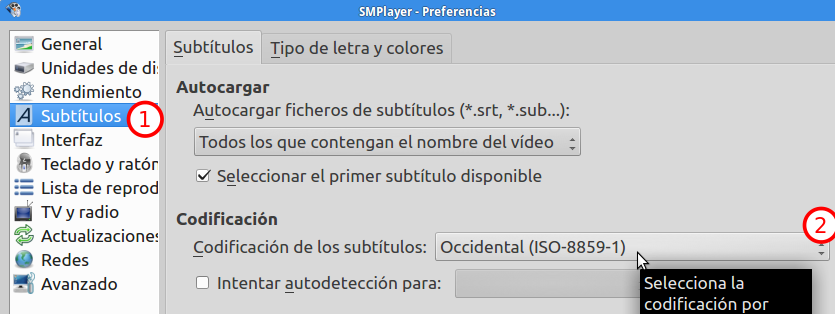 SMPlayer - Preferencias
General
Unidades de di
Rendimiento
Subtítulos
1
Interfaz
Teclado y ratón
Lista de reprod
TV y radio
Actualizaciones
Redes
Avanzado
Subtítulos
Tipo de letra y colores
Autocargar
Autocargar ficheros de subtítulos (*.srt, *.sub...):
Todos los que contengan el nombre del vídeo
Seleccionar el primer subtítulo disponible
Codificación
2
Codificación de los subtítulos: Occidental (ISO-8859-1)
Intentar autodetección para:
Selecciona la
codificación por